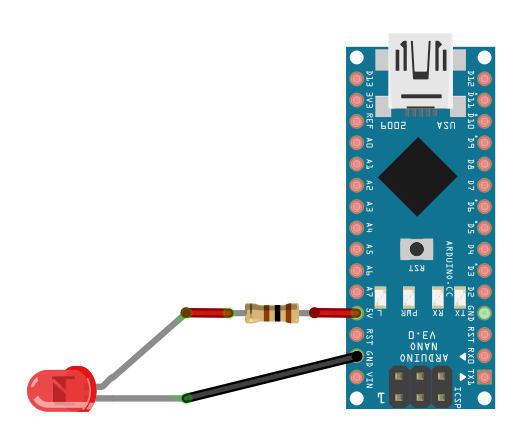 D13
3V3
REF
A0
A1
A2
A3
A4
A5
A6
A7
5V
RST
GND
VIN
2009
USA
RST
ARDUINO.CC
L
PWR
RX
TX
V3.0
NANO
ARDUINO
1
ICSP
D12
D11
D10
D9
D8
D7
D6
D5
D4
D3
D2
GND
RST
RX0
TX1